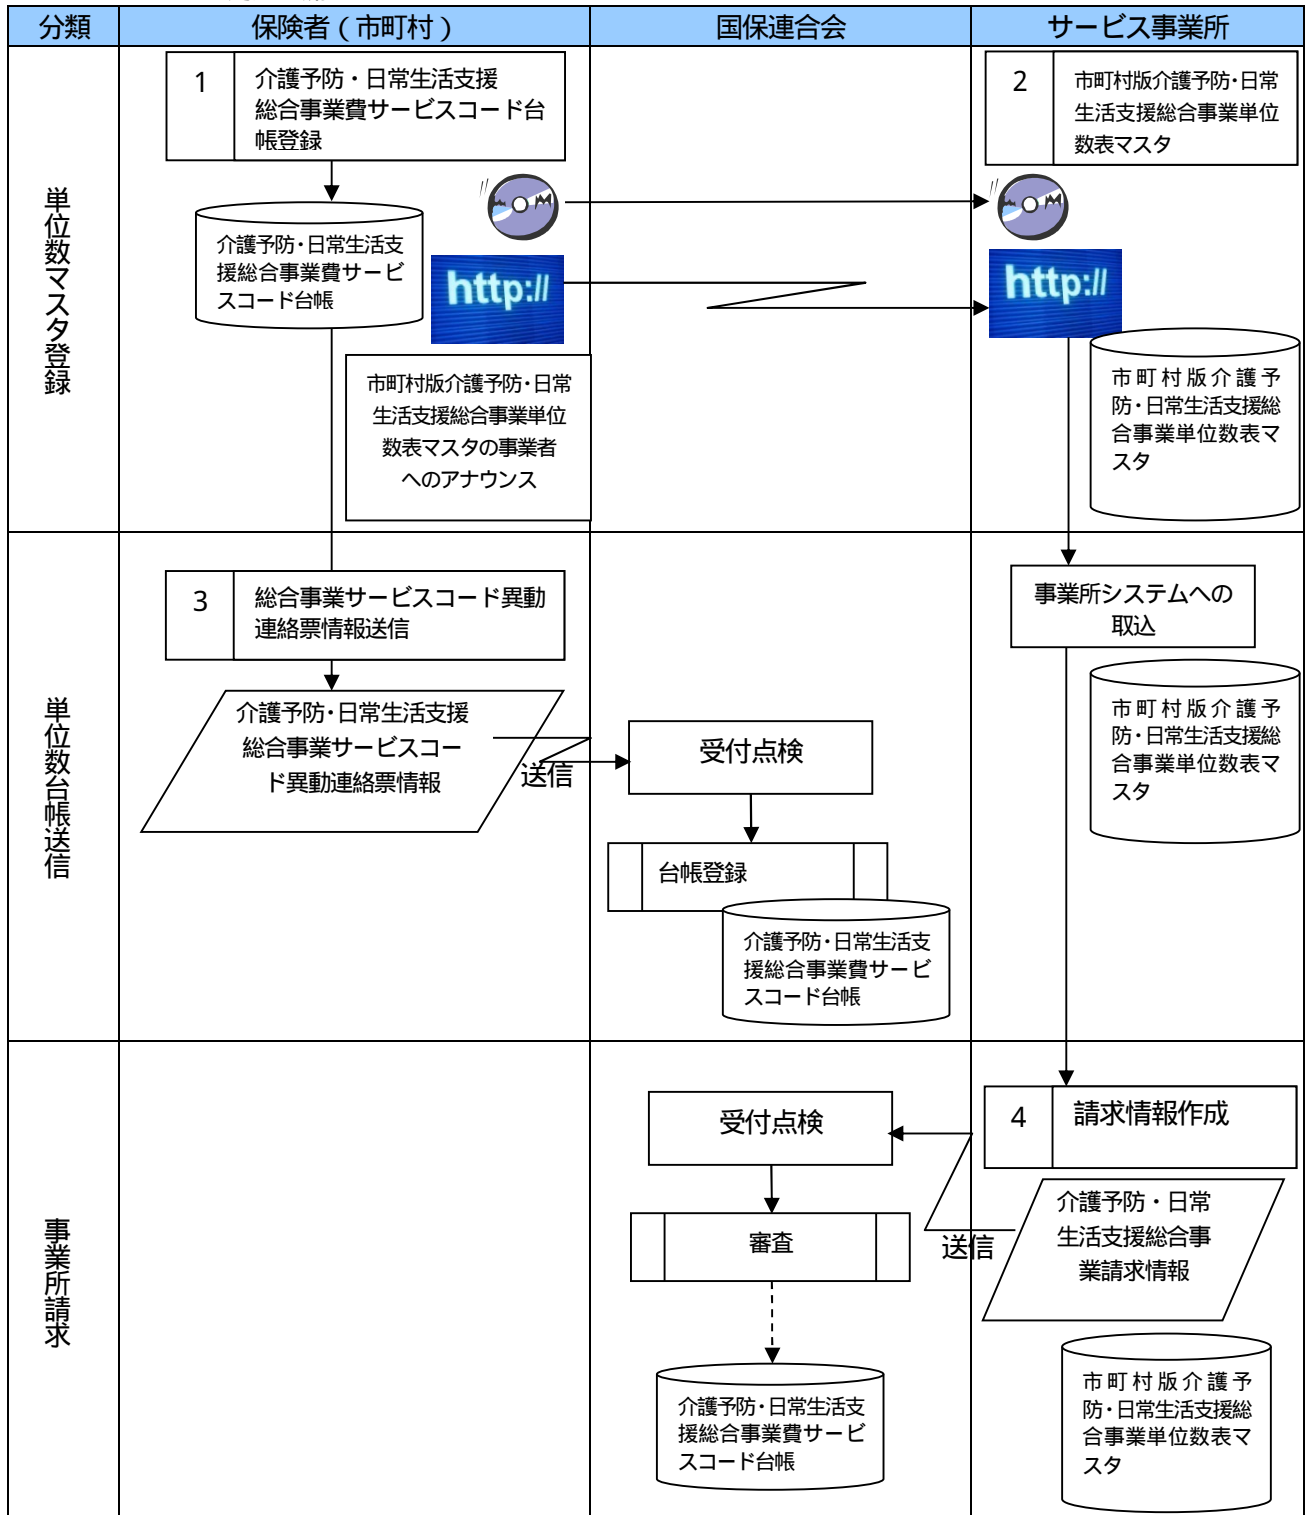 分類
保険者（市町村）
国保連合会
サービス事業所
単位数マスタ登録
1
介護予防・日常生活支援
総合事業費サービスコード台
帳登録
2
市町村版介護予防・日常
生活支援総合事業単位
数表マスタ
介護予防・日常生活支
援総合事業費サービ
スコード台帳
http://
http://
市町村版介護予防・日常
生活支援総合事業単位
数表マスタの事業者
へのアナウンス
市町村版介護予
防・日常生活支援総
合事業単位数表マ
スタ
単位数台帳送信
3
総合事業サービスコード異動
連絡票情報送信
事業所システムへの
取込
介護予防・日常生活支援
総合事業サービスコー
ド異動連絡票情報
送信
受付点検
市町村版介護予
防・日常生活支援総
合事業単位数表マ
スタ
台帳登録
介護予防・日常生活支
援総合事業費サービ
スコード台帳
事業所請求
受付点検
4
請求情報作成
審査
送信
介護予防・日常
生活支援総合事
業請求情報
介護予防・日常生活支
援総合事業費サービ
スコード台帳
市町村版介護予
防・日常生活支援総
合事業単位数表マ
スタ